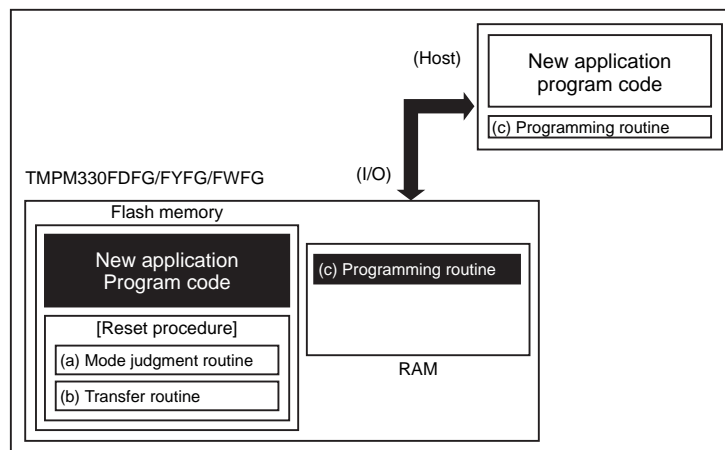 (Host)
New application
program code
(c) Programming routine
(I/O)
TMPM330FDFG/FYFG/FWFG
Flash memory
New application
Program code
[Reset procedure]
(a) Mode judgment routine
(b) Transfer routine
(c) Programming routine
RAM